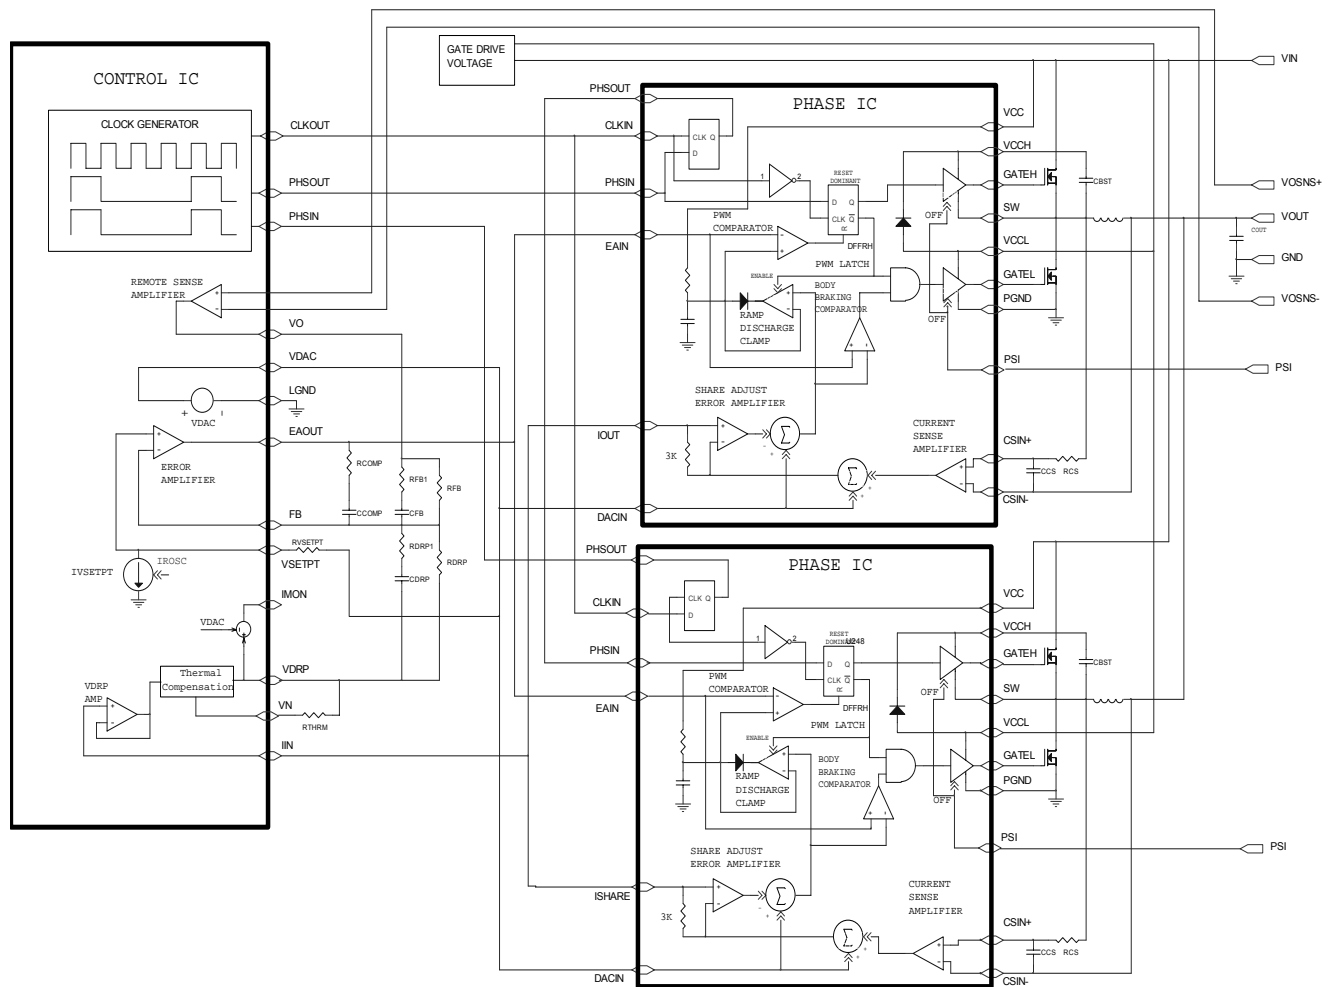 CONTROL IC
CLOCK GENERATOR
CLKOUT
PHSOUT
PHSIN
REMOTE SENSE
AMPLIFIER
VO
VDAC
LGND
+ VDAC -
EAOUT
+
-
ERROR
AMPLIFIER
FB
VSETPT
IROSC
IVSETPT
IMON
VDAC
Thermal
Compensation
VDRP
VDRP
AMP
VN
IIN
RCOMP
CCOMP
RFB1
CFB
RFB
RVSETPT
RDRP1
CDRP
RDRP
RTHRM
GATE DRIVE
VOLTAGE
PHASE IC
PHSOUT
CLKIN
PHSIN
EAIN
IOUT
DACIN
CLK Q
D
1 2
RESET
DOMINANT
D Q
CLK Q
R
DFFRH
PWM
COMPARATOR
PWM LATCH
ENABLE
BODY
BRAKING
COMPARATOR
RAMP
DISCHARGE
CLAMP
OFF
OFF
SHARE ADJUST
ERROR AMPLIFIER
3K
∑
∑
CURRENT
SENSE
AMPLIFIER
VCC
VCCH
GATEH
SW
VCCL
GATEL
PGND
PSI
CSIN+
CSIN-
CBST
CCS
RCS
COUT
VIN
VOSNS+
VOUT
GND
VOSNS-
PSI
PHASE IC
PHSOUT
CLKIN
PHSIN
EAIN
ISHARE
DACIN
CLK Q
D
1 2
RESET
U248
D Q
CLK Q
R
DFFRH
PWM
COMPARATOR
PWM LATCH
ENABLE
BODY
BRAKING
COMPARATOR
RAMP
DISCHARGE
CLAMP
OFF
OFF
SHARE ADJUST
ERROR AMPLIFIER
3K
∑
∑
CURRENT
SENSE
AMPLIFIER
VCC
VCCH
GATEH
SW
VCCL
GATEL
PGND
PSI
CSIN+
CSIN-
CBST
CCS
RCS
PSI